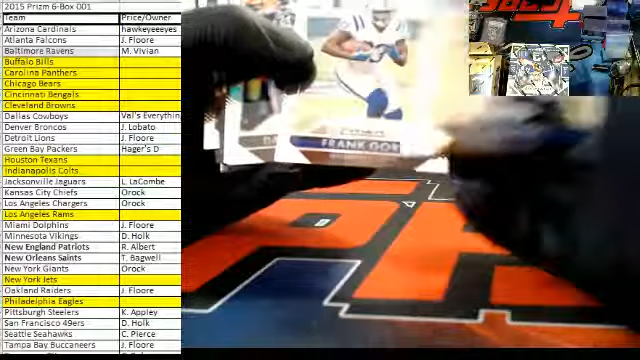 2015 Prizm 6-Box 001
Team Price/Owner
Arizona Cardinals hawkeyeeyes
Atlanta Falcons J. Floore
Baltimore Ravens M. Vivian
Buffalo Bills
Carolina Panthers
Chicago Bears
Cincinnati Bengals
Cleveland Browns
Dallas Cowboys Val's Everythin
Denver Broncos J. Lobato
Detroit Lions J. Floore
Green Bay Packers Hager's D
Houston Texans
Indianapolis Colts
Jacksonville Jaguars L. LaCombe
Kansas City Chiefs Orock
Los Angeles Chargers Orock
Los Angeles Rams
Miami Dolphins J. Floore
Minnesota Vikings D. Holk
New England Patriots R. Albert
New Orleans Saints T. Bagwell
New York Giants Orock
New York Jets
Oakland Raiders J. Floore
Philadelphia Eagles
Pittsburgh Steelers K. Appley
San Francisco 49ers D. Holk
Seattle Seahawks C. Pierce
Tampa Bay Buccaneers J. Floore
FRANK GOR